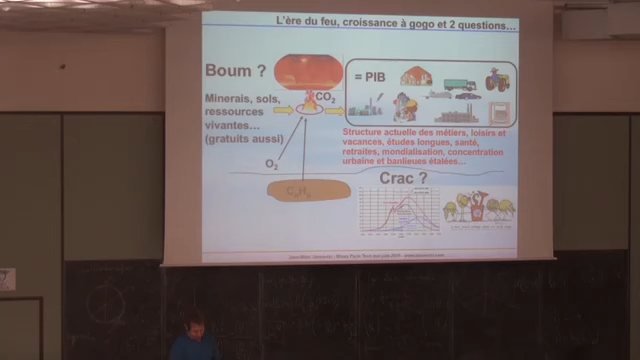 L'ère du feu, croissance à gogo et 2 questions…
Boum ?
CO2
= PIB
Minerais, sols,
ressources
vivantes…
(gratuits aussi)
O2
Structure actuelle des métiers, loisirs et
vacances, études longues, santé,
retraites, mondialisation, concentration
urbaine et banlieues étalées…
Crac ?